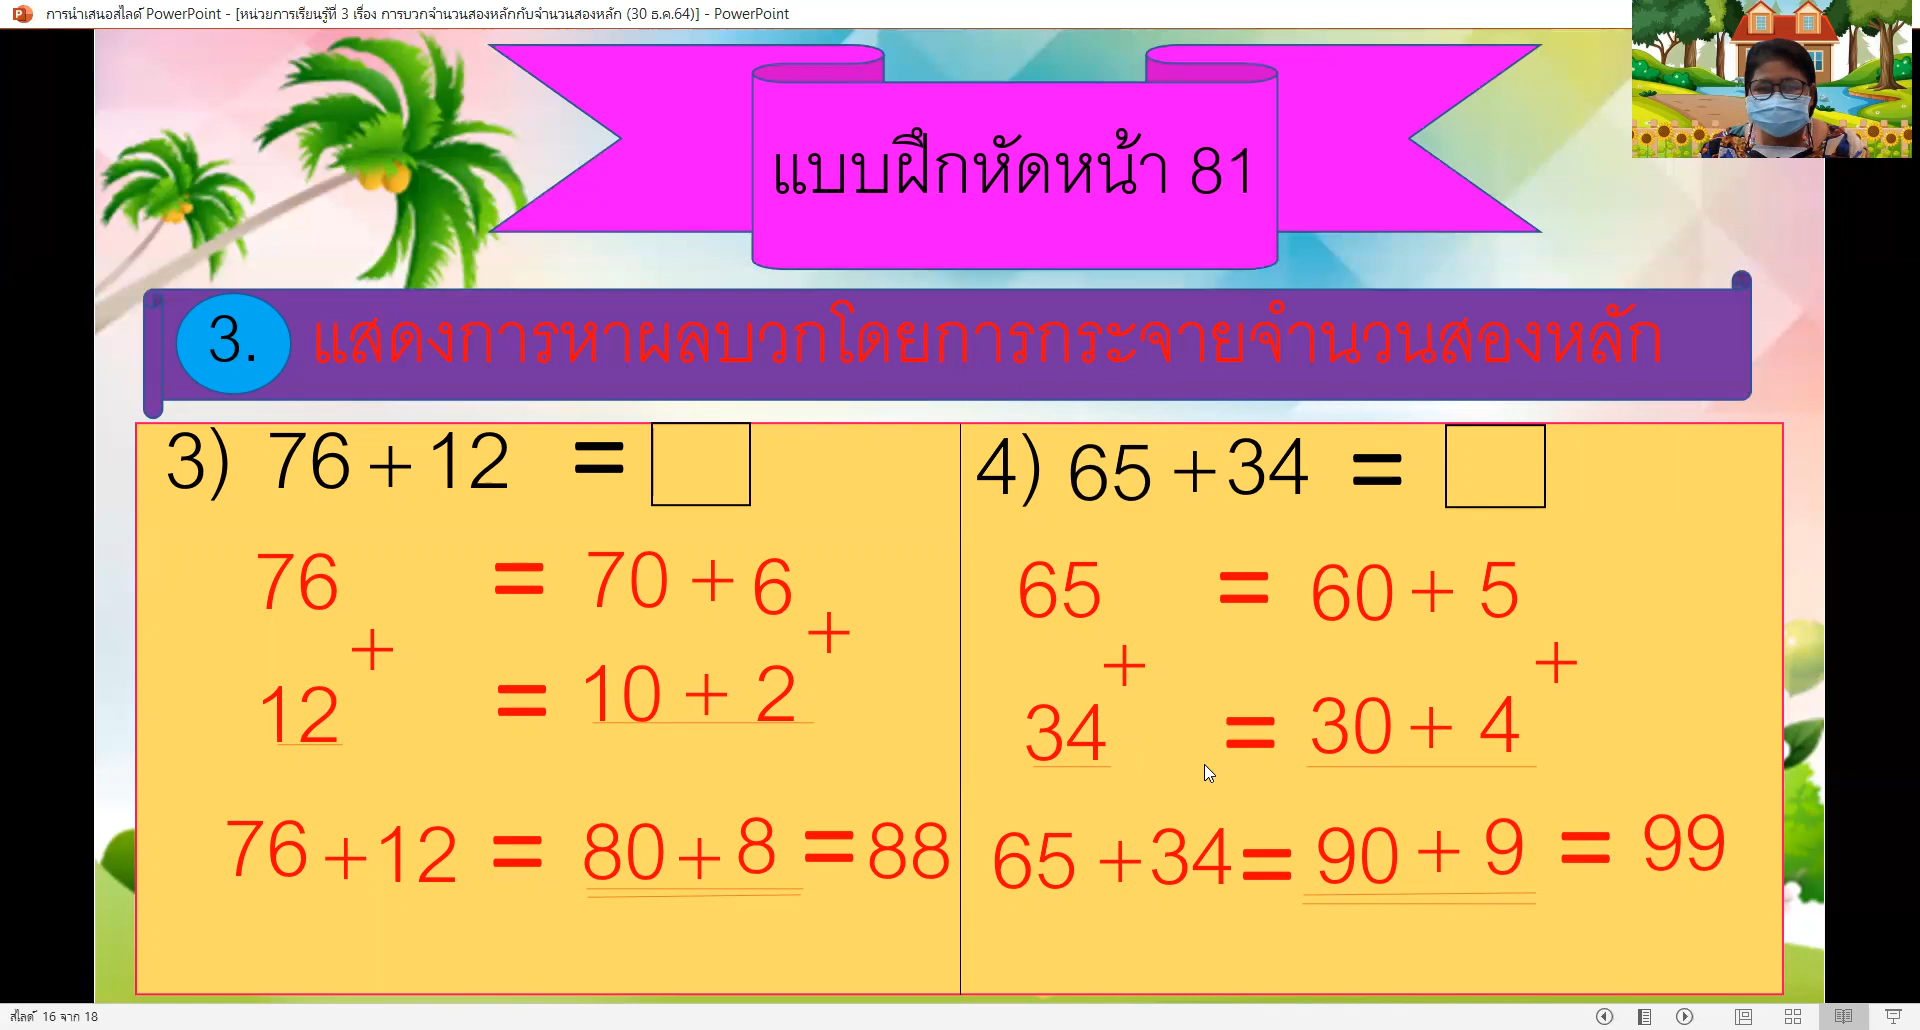 การนำเสนอสไลด์ PowerPoint - [หน่วยการเรียนรู้ที่ 3 เรื่อง การบวกจำนวนสองหลักกับจำนวนสองหลัก (30 ธ.ค.64)] - PowerPoint
แบบฝึกหัดหน้า 81
3. แสดงการหาผลบวกโดยการกระจายจำนวนสองหลัก
3) 76 + 12 =
76 = 70 + 6
+ +
12 = 10 + 2
76 + 12 = 80 + 8 = 88
4) 65 + 34 =
65 = 60 + 5
+ +
34 = 30 + 4
65 + 34 = 90 + 9 = 99
สไลด์ 16 จาก 18